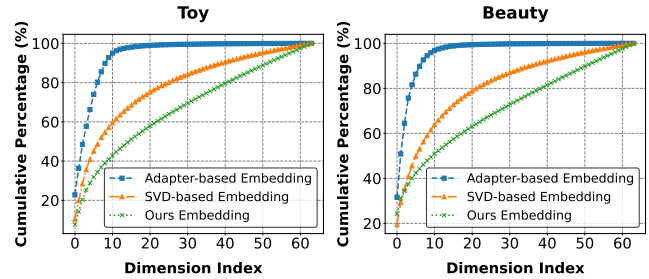 Toy
Cumulative Percentage (%)
100
80
60
40
20
0 10 20 30 40 50 60
Dimension Index
Adapter-based Embedding
SVD-based Embedding
Ours Embedding
Beauty
Cumulative Percentage (%)
100
80
60
40
20
0 10 20 30 40 50 60
Dimension Index
Adapter-based Embedding
SVD-based Embedding
Ours Embedding